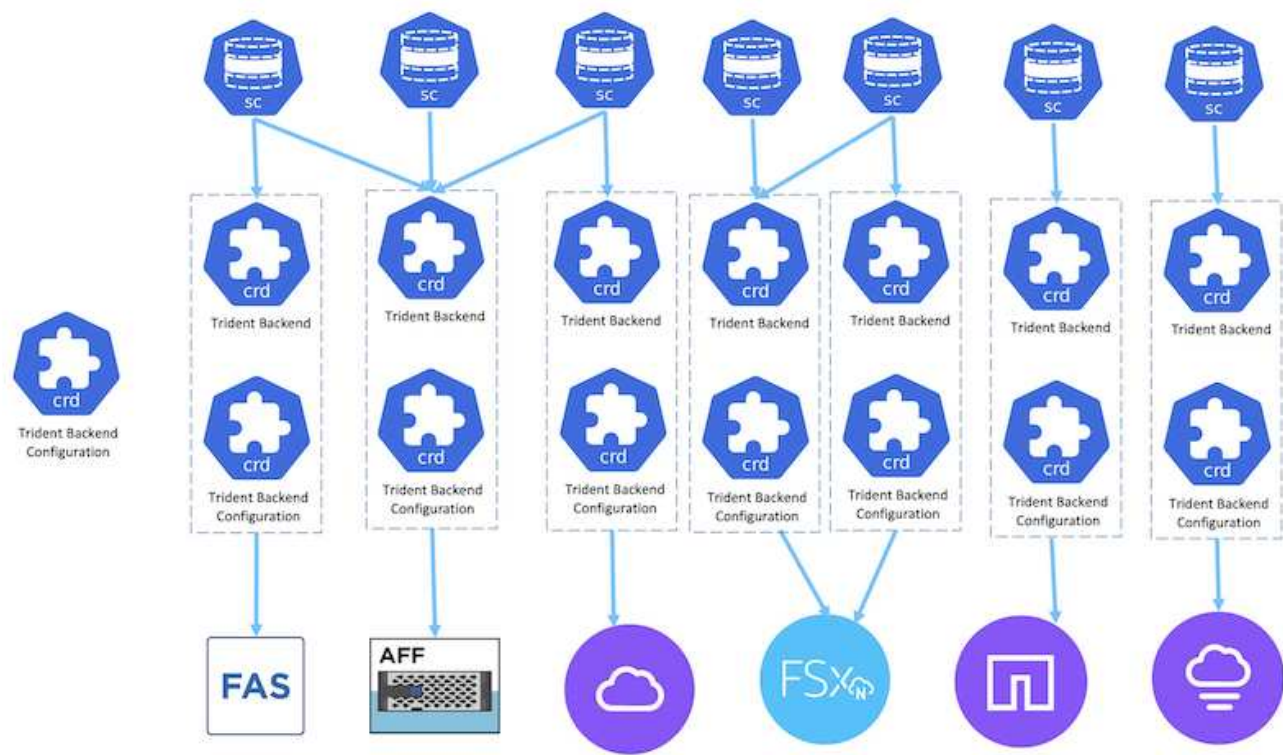 sc
sc
sc
sc
sc
sc
sc
crd
crd
crd
crd
crd
crd
crd
Trident Backend
Trident Backend
Trident Backend
Trident Backend
Trident Backend
Trident Backend
Trident Backend
crd
Trident Backend
Configuration
crd
crd
crd
crd
crd
crd
crd
Trident Backend
Configuration
Trident Backend
Configuration
Trident Backend
Configuration
Trident Backend
Configuration
Trident Backend
Configuration
Trident Backend
Configuration
Trident Backend
Configuration
FAS
AFF
FSx N